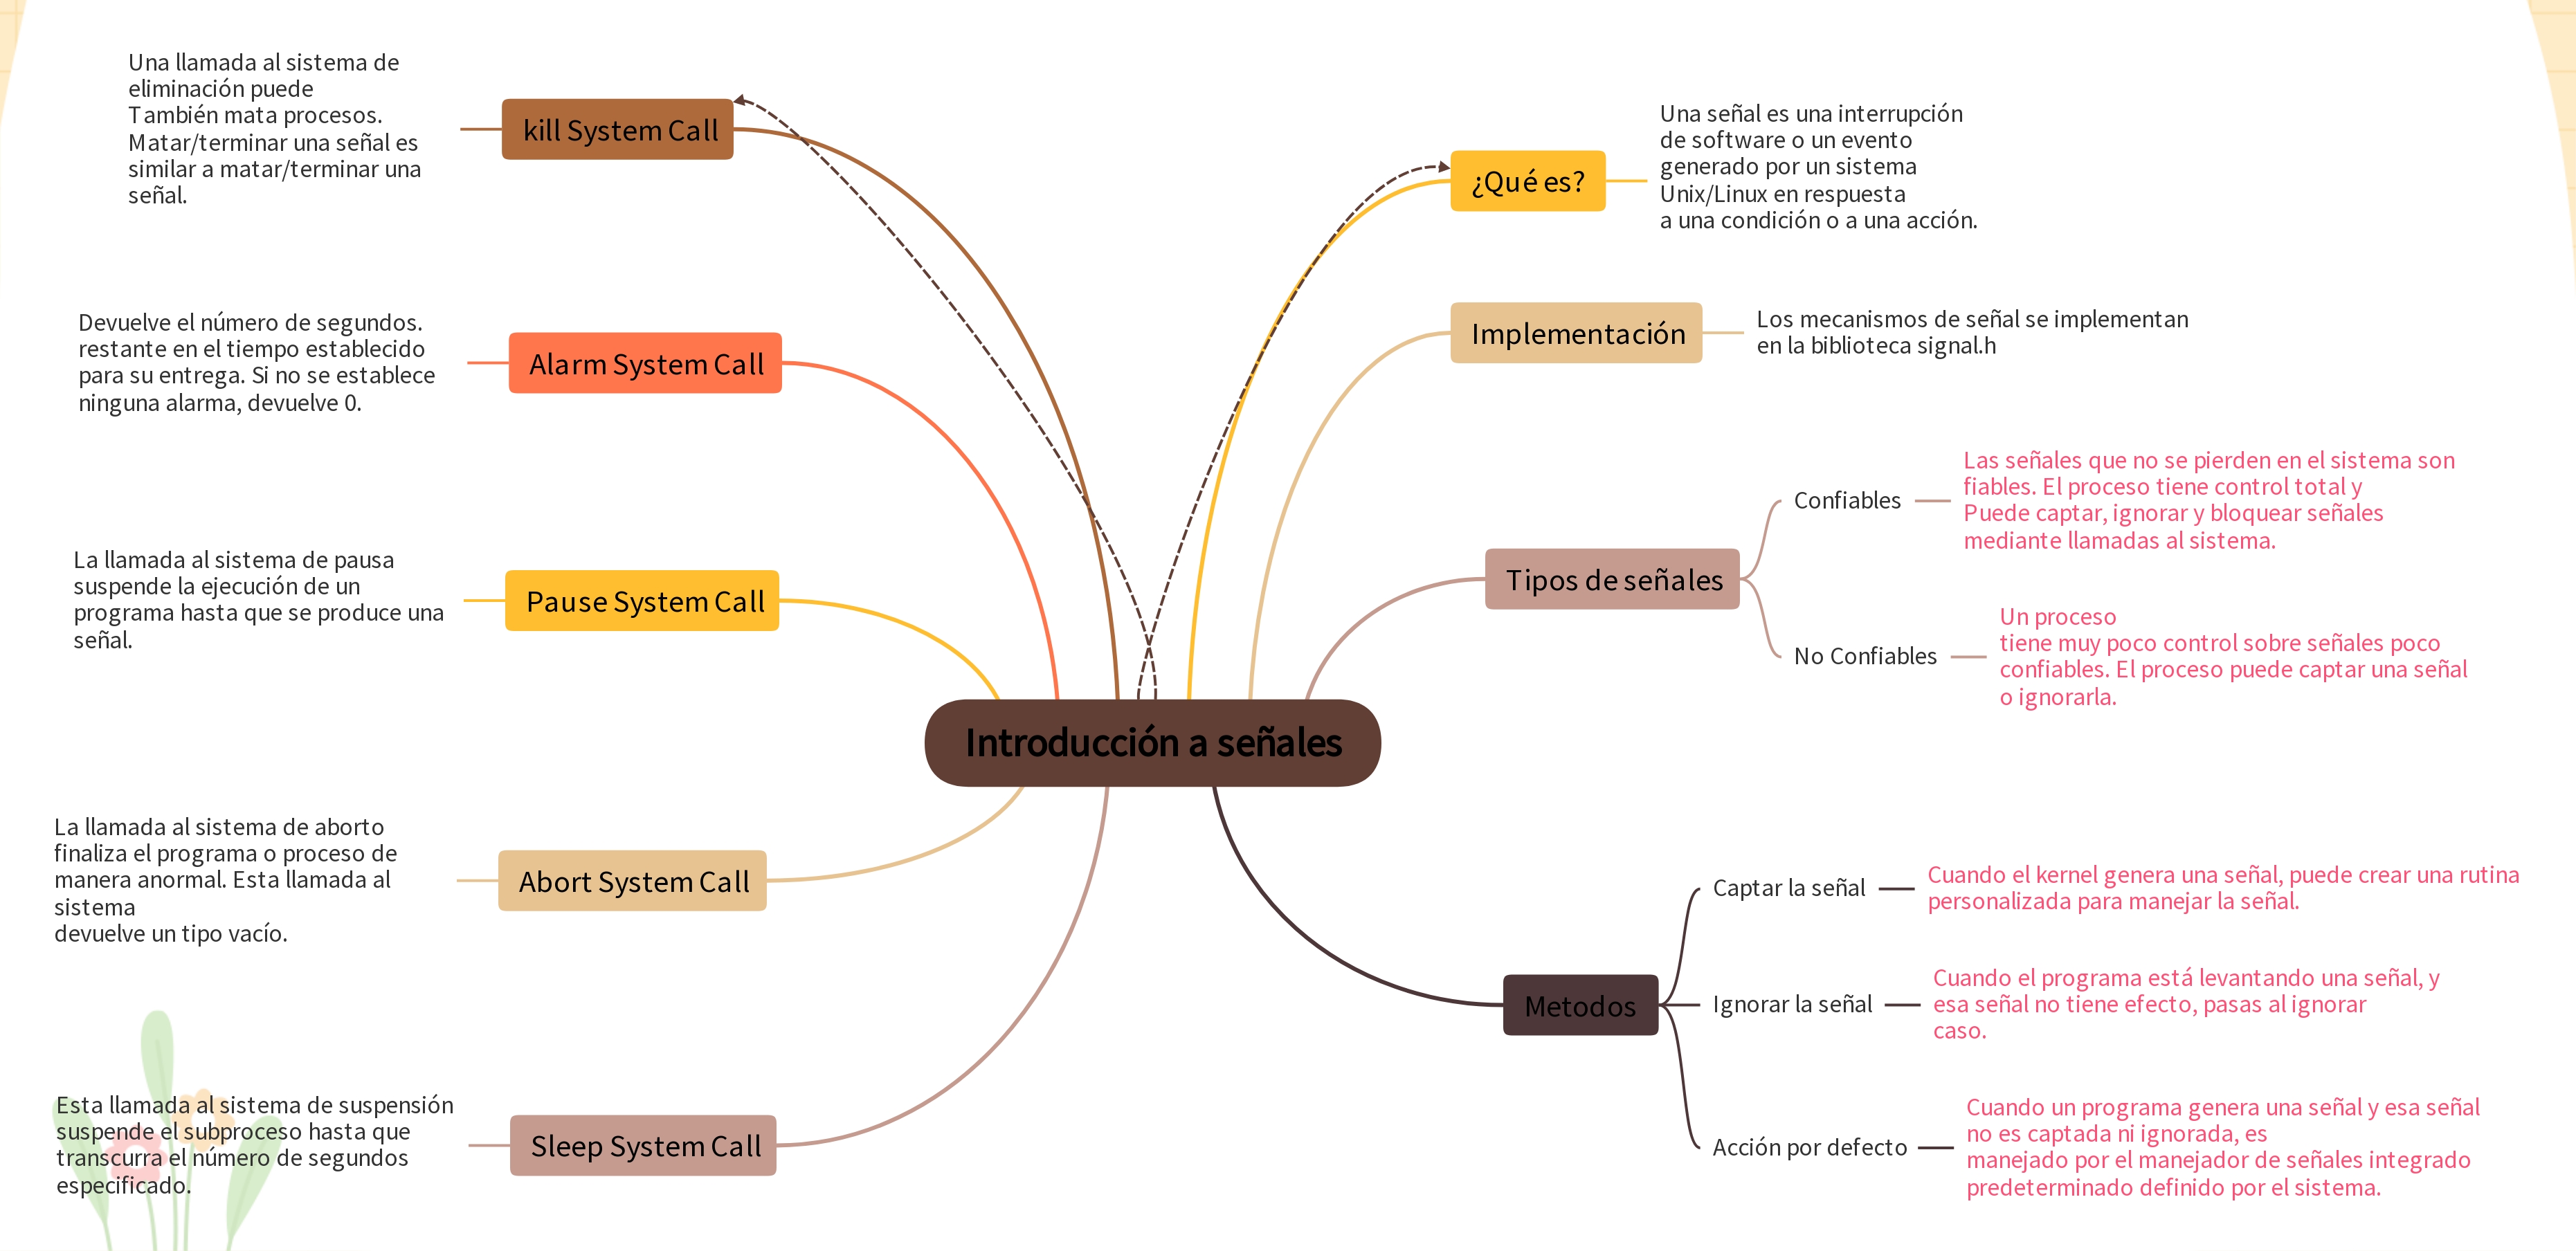 Introducción a señales
¿Qué es?
Una señal es una interrupción
de software o un evento
generado por un sistema
Unix/Linux en respuesta
a una condición o a una acción.
Implementación
Los mecanismos de señal se implementan
en la biblioteca signal.h
Tipos de señales
Confiables
Las señales que no se pierden en el sistema son
fiables. El proceso tiene control total y
Puede captar, ignorar y bloquear señales
mediante llamadas al sistema.
No Confiables
Un proceso
tiene muy poco control sobre señales poco
confiables. El proceso puede captar una señal
o ignorarla.
Metodos
Captar la señal
Cuando el kernel genera una señal, puede crear una rutina
personalizada para manejar la señal.
Ignorar la señal
Cuando el programa está levantando una señal, y
esa señal no tiene efecto, pasas al ignorar
caso.
Acción por defecto
Cuando un programa genera una señal y esa señal
no es captada ni ignorada, es
manejado por el manejador de señales integrado
predeterminado definido por el sistema.
kill System Call
Una llamada al sistema de
eliminación puede
También mata procesos.
Matar/terminar una señal es
similar a matar/terminar una
señal.
Alarm System Call
Devuelve el número de segundos.
restante en el tiempo establecido
para su entrega. Si no se establece
ninguna alarma, devuelve 0.
Pause System Call
La llamada al sistema de pausa
suspende la ejecución de un
programa hasta que se produce una
señal.
Abort System Call
La llamada al sistema de aborto
finaliza el programa o proceso de
manera anormal. Esta llamada al
sistema
devuelve un tipo vacío.
Sleep System Call
Esta llamada al sistema de suspensión
suspende el subproceso hasta que
transcurra el número de segundos
especificado.